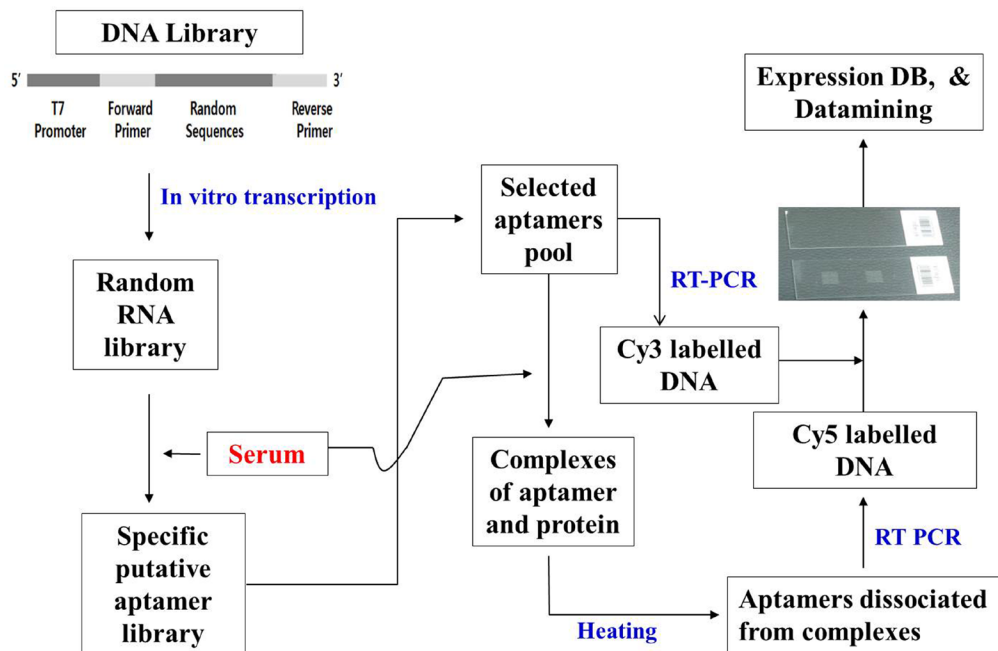 DNA Library
5′ 3′
T7 Forward Random Reverse
Promoter Primer Sequences Primer
In vitro transcription
Random
RNA
library
Serum
Specific
putative
aptamer
library
Selected
aptamers
pool
RT-PCR
Cy3 labelled
DNA
Complexes
of aptamer
and protein
Heating
Aptamers dissociated
from complexes
RT PCR
Cy5 labelled
DNA
Expression DB, &
Datamining